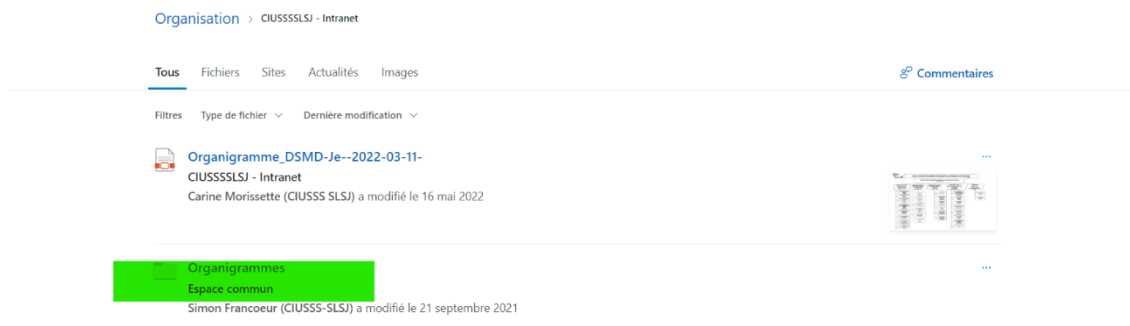 Organisation > CIUSSSSLSJ - Intranet
Tous Fichiers Sites Actualités Images Commentaires
Filtres Type de fichier Dernière modification
Organigramme_DSMD-Je--2022-03-11- ...
CIUSSSSLSJ - Intranet
Carine Morissette (CIUSSS SLSJ) a modifié le 16 mai 2022
Organigrammes ...
Espace commun
Simon Francoeur (CIUSSS-SLSJ) a modifié le 21 septembre 2021